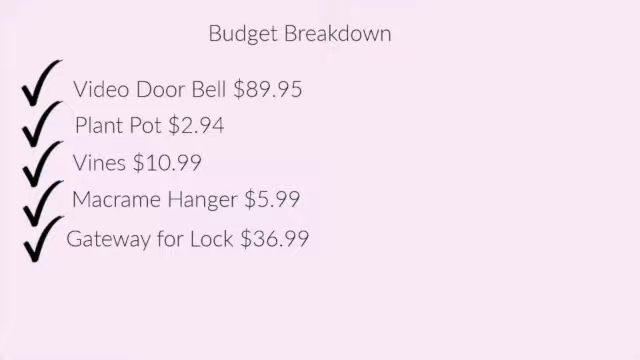 Budget Breakdown
Video Door Bell $89.95
Plant Pot $2.94
Vines $10.99
Macrame Hanger $5.99
Gateway for Lock $36.99